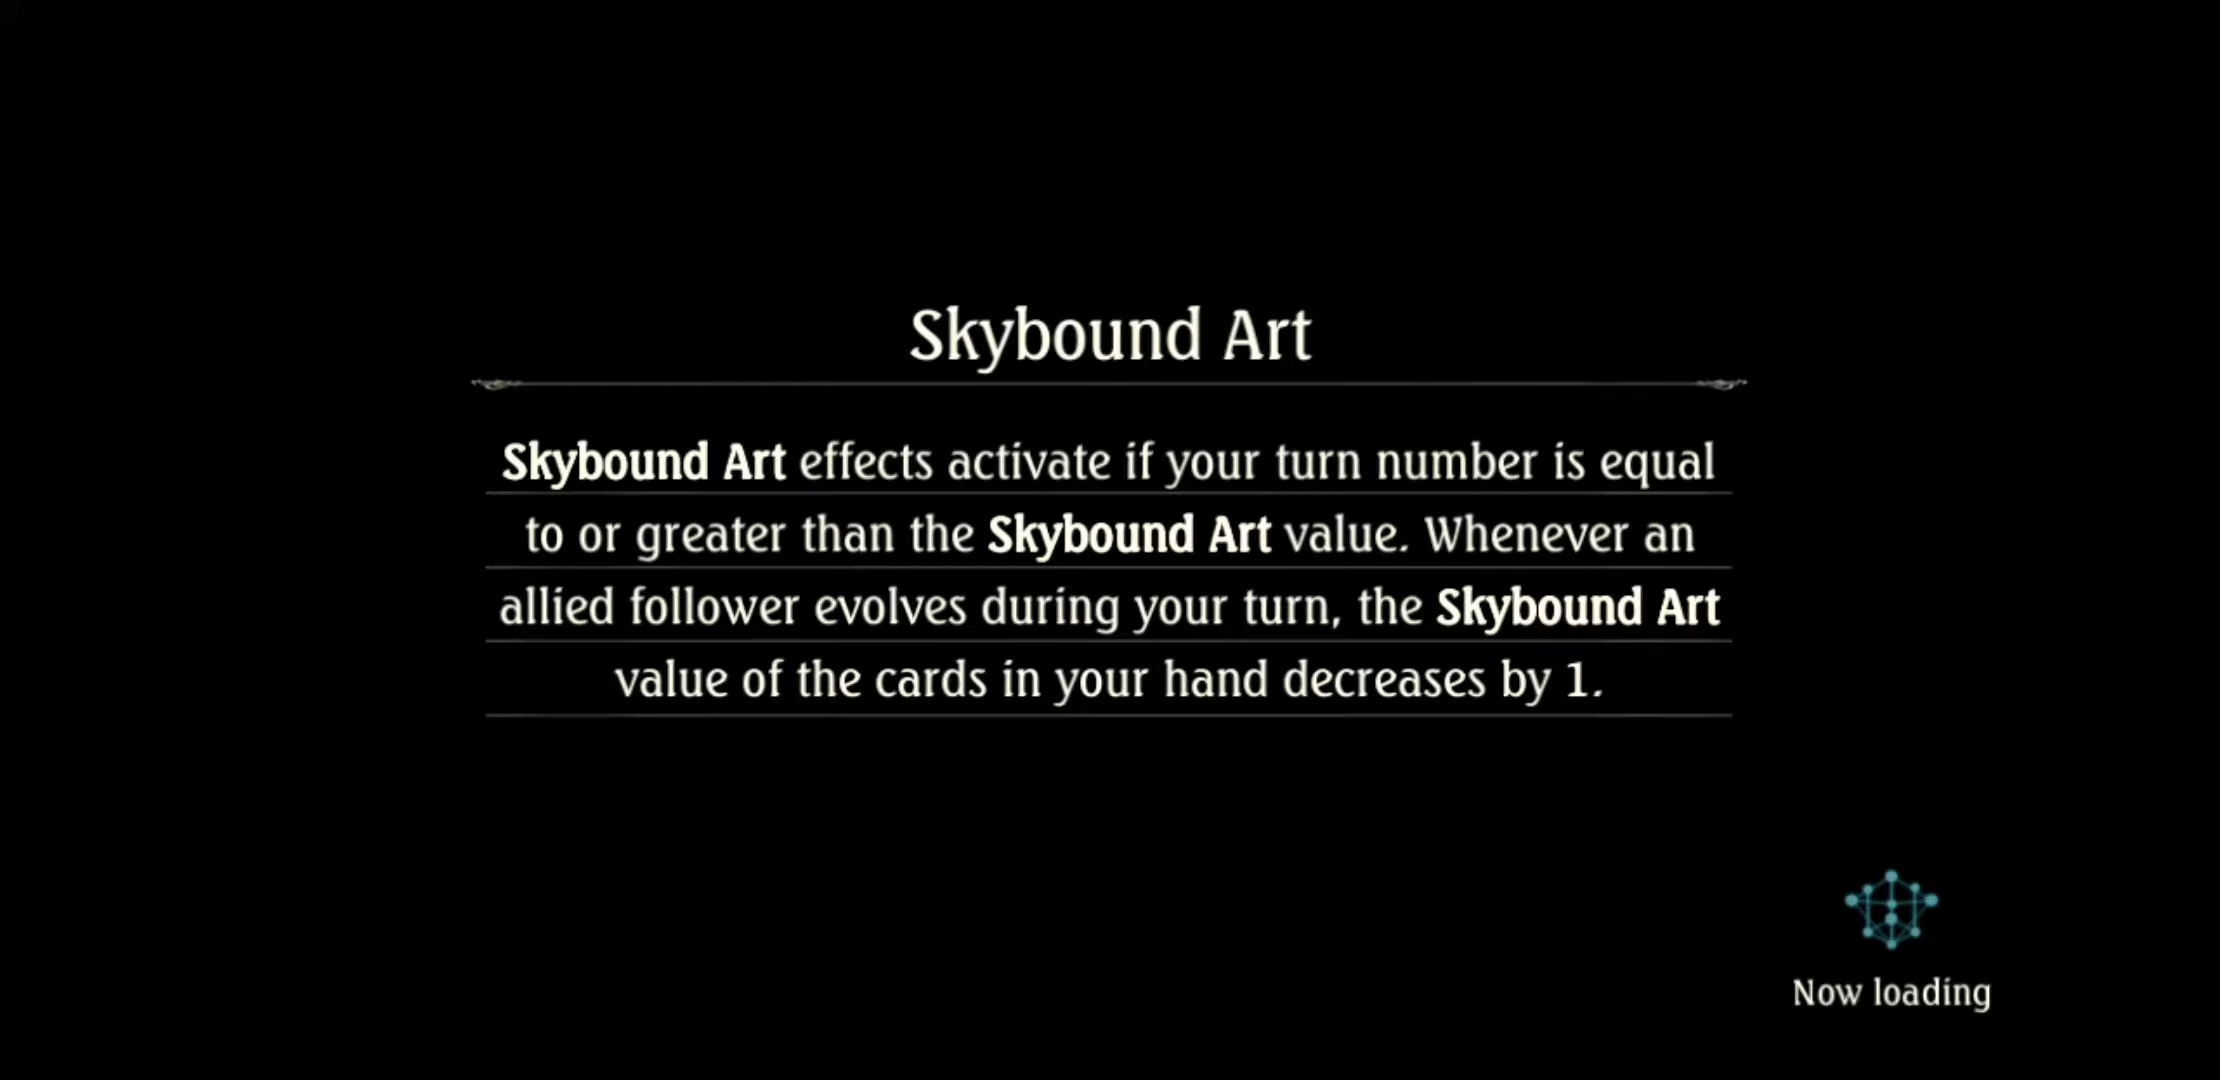 Skybound Art
Skybound Art effects activate if your turn number is equal
to or greater than the Skybound Art value. Whenever an
allied follower evolves during your turn, the Skybound Art
value of the cards in your hand decreases by 1.
Now loading